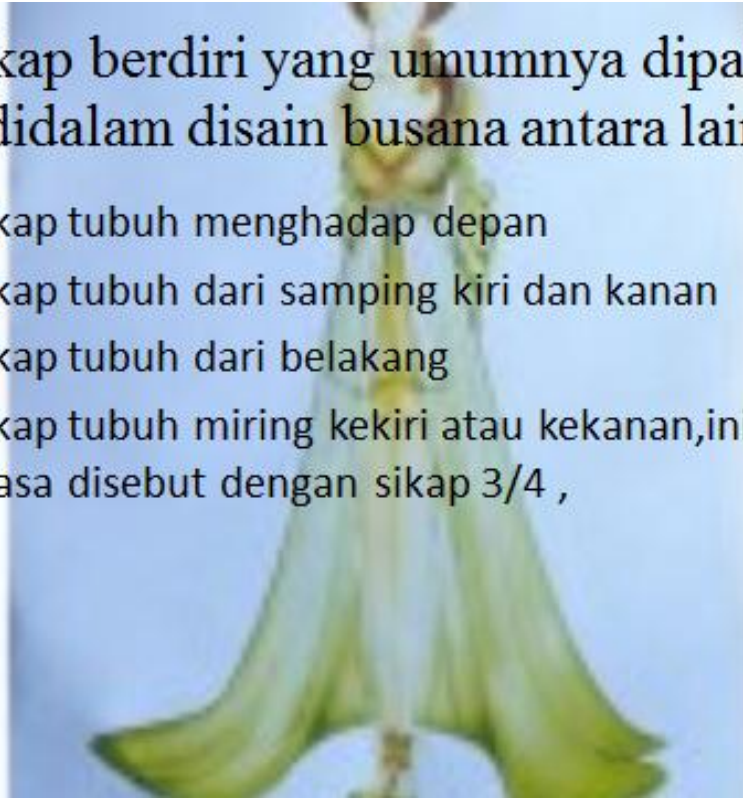 kap berdiri yang umumnya dipa
didalam disain busana antara lain
kap tubuh menghadap depan
kap tubuh dari samping kiri dan kanan
kap tubuh dari belakang
kap tubuh miring kekiri atau kekanan,in
asa disebut dengan sikap 3/4 ,